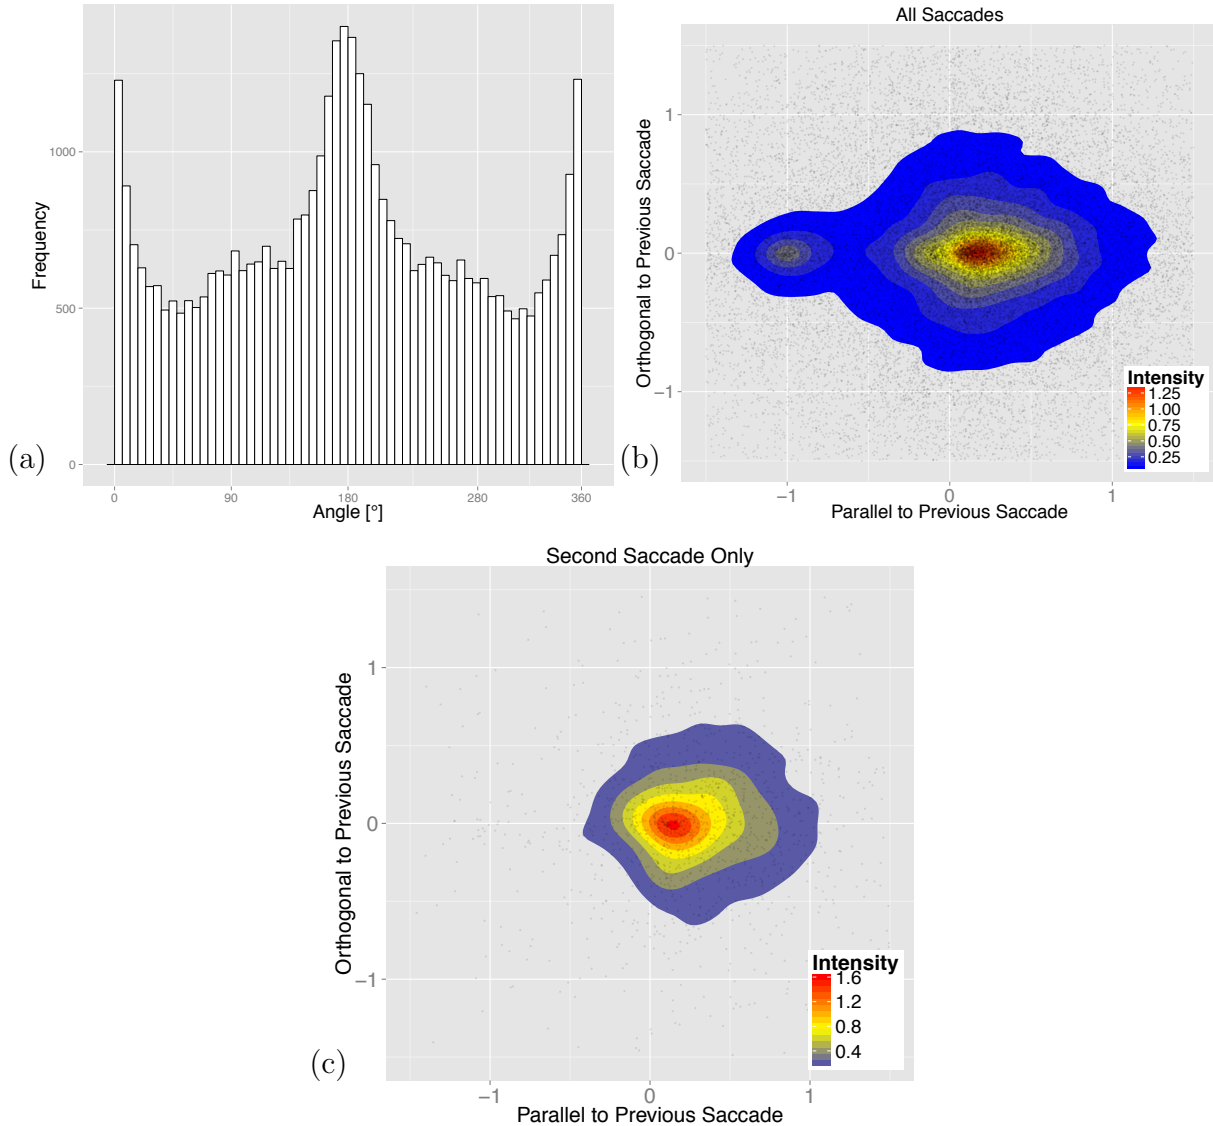 1000
500
0
Frequency
0 90 180 280 360
Angle [°]
(a)
All Saccades
1
0
−1
Orthogonal to Previous Saccade
−1 0 1
Parallel to Previous Saccade
Intensity
1.25
1.00
0.75
0.50
0.25
(b)
Second Saccade Only
1
0
−1
Orthogonal to Previous Saccade
−1 0 1
Parallel to Previous Saccade
Intensity
1.6
1.2
0.8
0.4
(c)